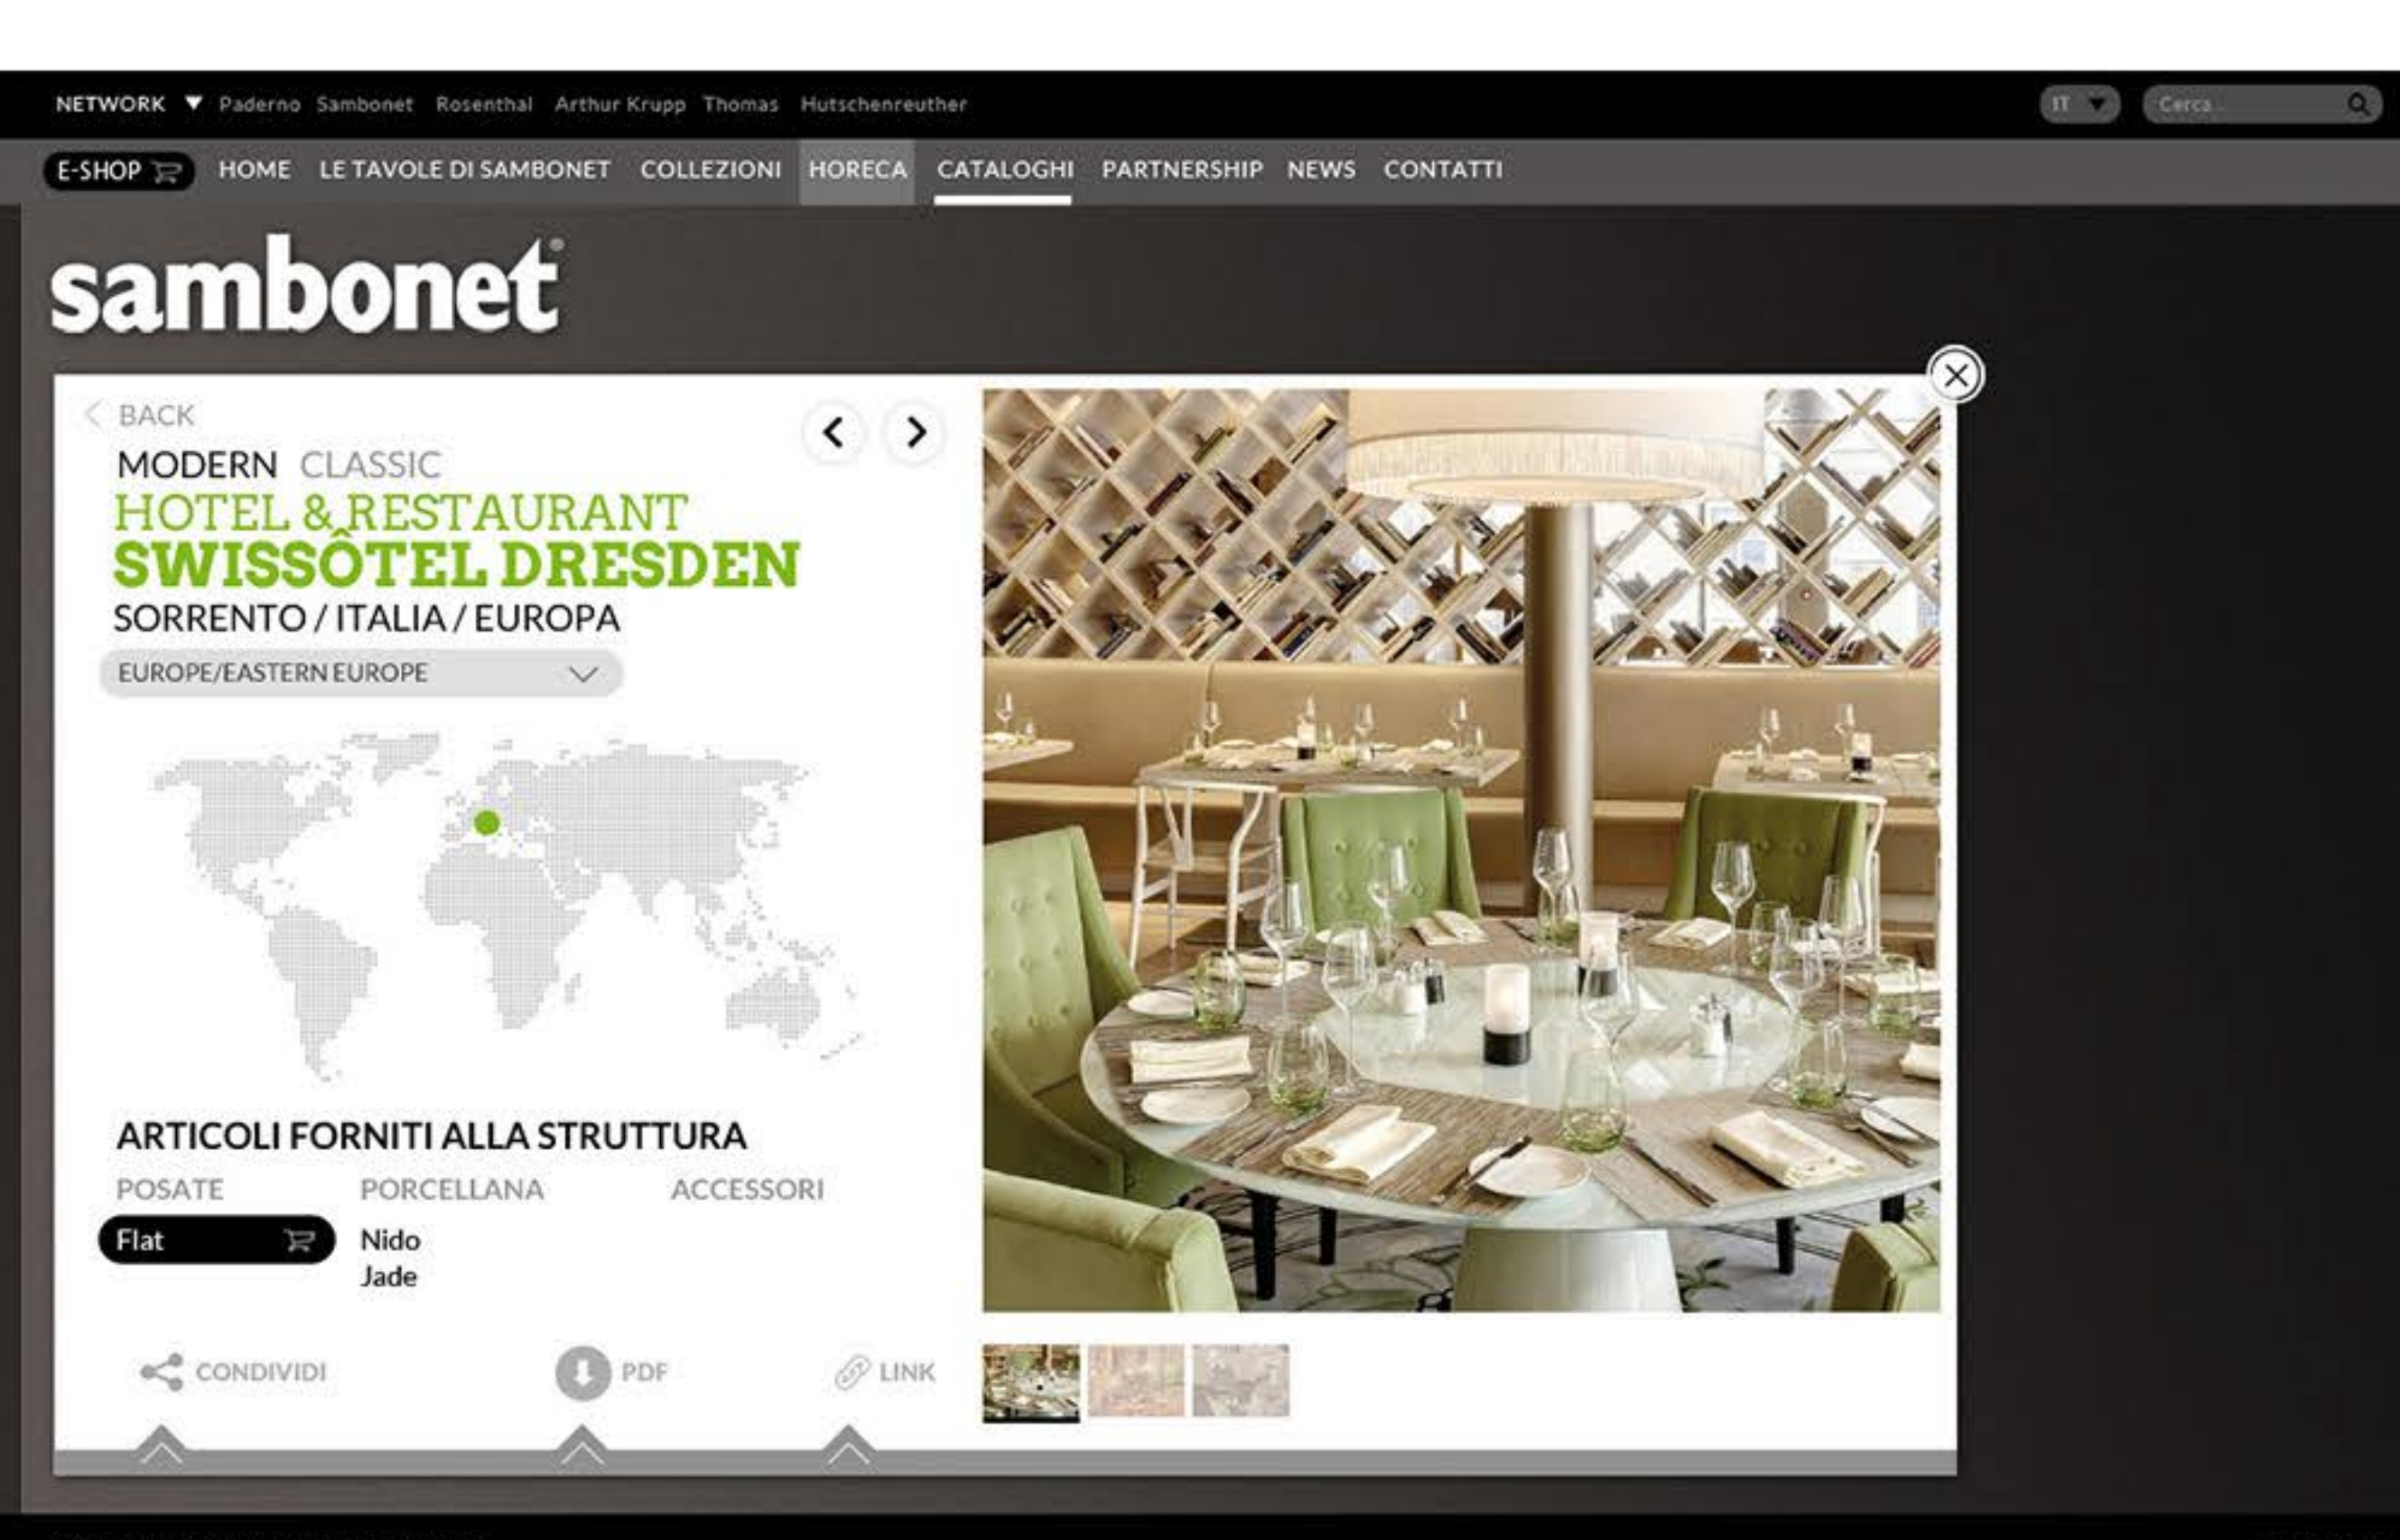 NETWORK ▼ Paderno Sambonet Rosenthal Arthur Krupp Thomas Hutschenreuther IT ▼ Cerca...
E-SHOP HOME LE TAVOLE DI SAMBONET COLLEZIONI HORECA CATALOGHI PARTNERSHIP NEWS CONTATTI
sambonet®
BACK
MODERN CLASSIC
HOTEL & RESTAURANT
SWISSÔTEL DRESDEN
SORRENTO / ITALIA / EUROPA
EUROPE/EASTERN EUROPE
ARTICOLI FORNITI ALLA STRUTTURA
POSATE PORCELLANA ACCESSORI
Flat Nido
Jade
CONDIVIDI PDF LINK